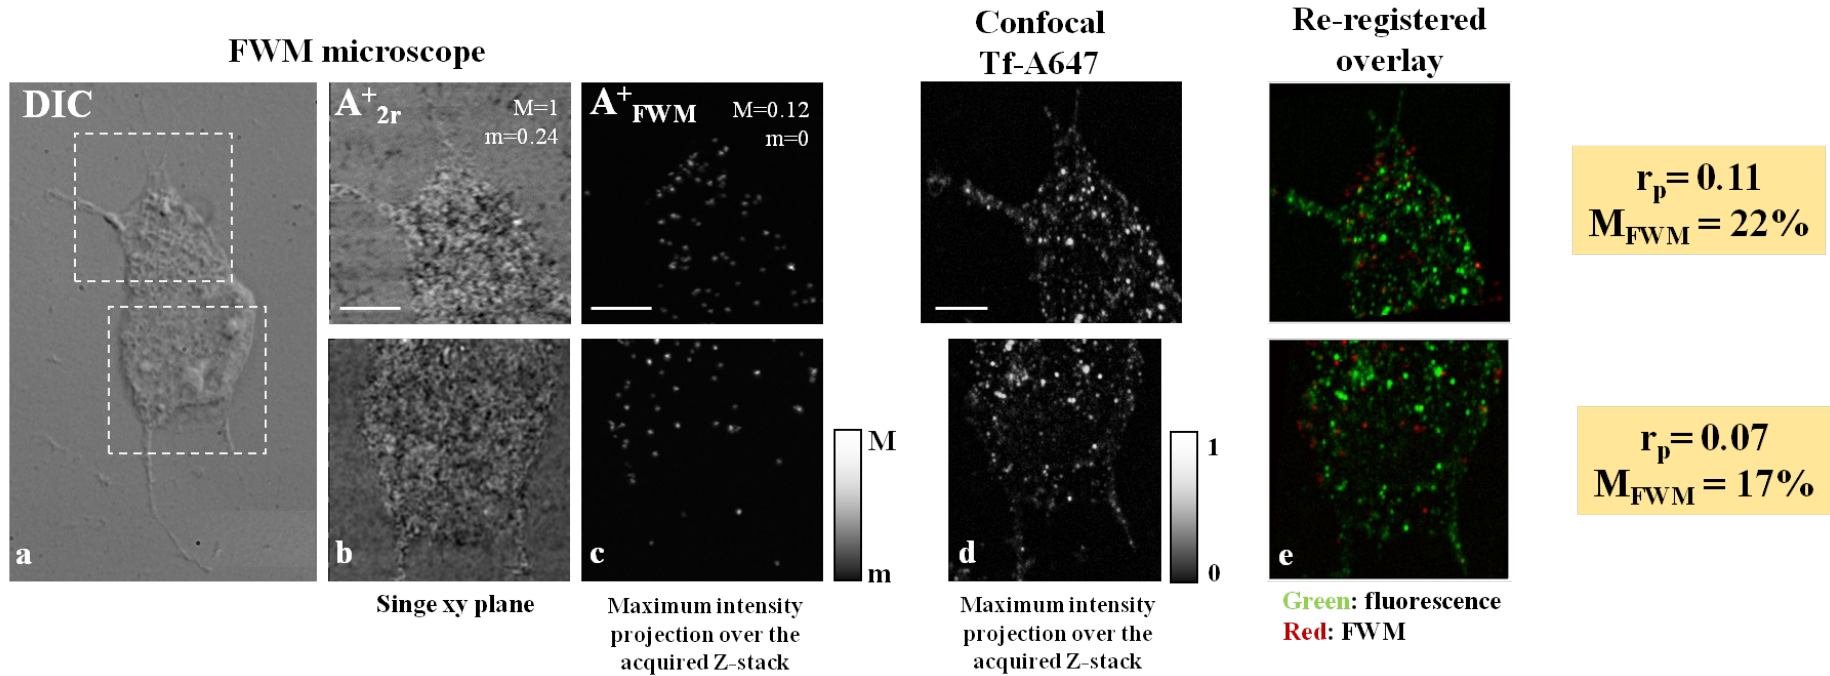 FWM microscope
Confocal
Tf-A647
Re-registered
overlay
DIC
A⁺₂ᵣ
M=1
m=0.24
A⁺FWM
M=0.12
m=0
a
b
c
M
m
d
1
0
e
rₚ= 0.11
MFWM = 22%
rₚ= 0.07
MFWM = 17%
Singe xy plane
Maximum intensity
projection over the
acquired Z-stack
Maximum intensity
projection over the
acquired Z-stack
Green: fluorescence
Red: FWM